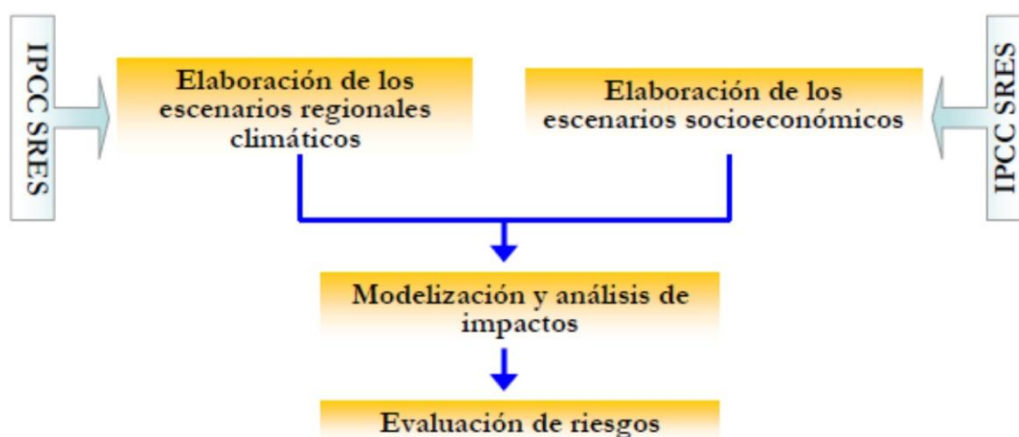 IPCC SRES
Elaboración de los
escenarios regionales
climáticos
Elaboración de los
escenarios socioeconómicos
IPCC SRES
Modelización y análisis de
impactos
Evaluación de riesgos